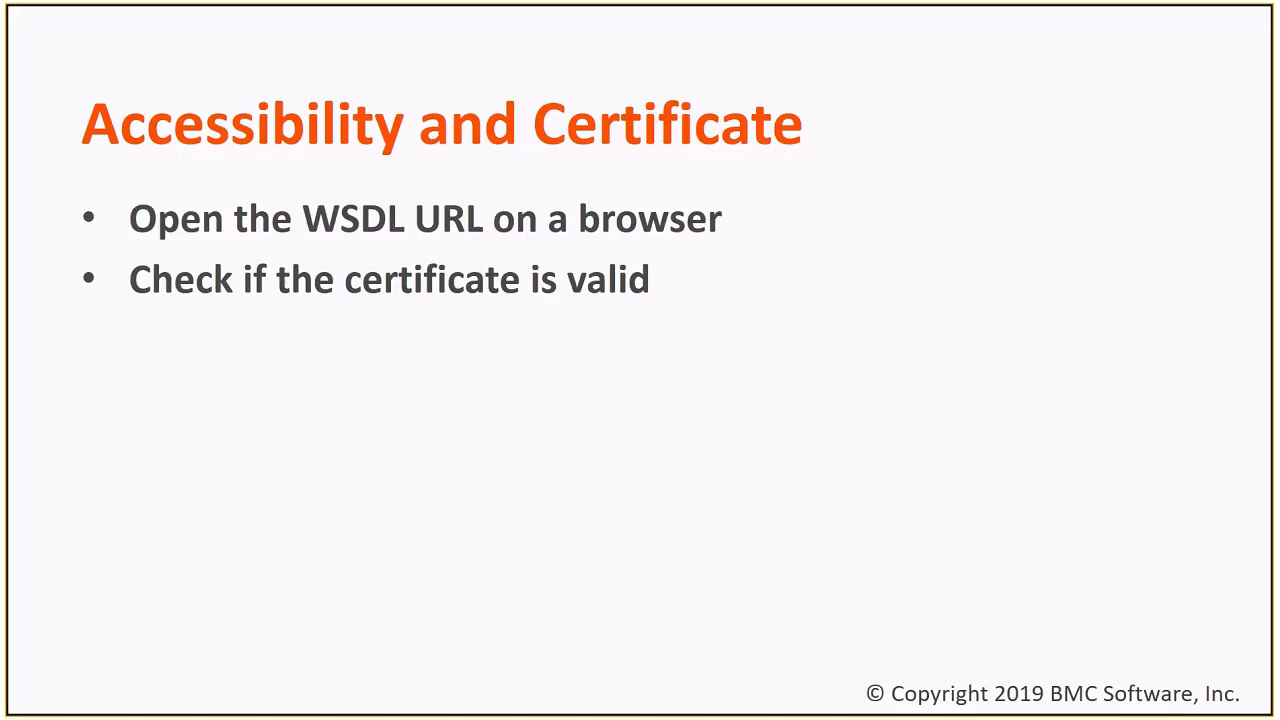 Accessibility and Certificate
• Open the WSDL URL on a browser
• Check if the certificate is valid
© Copyright 2019 BMC Software, Inc.